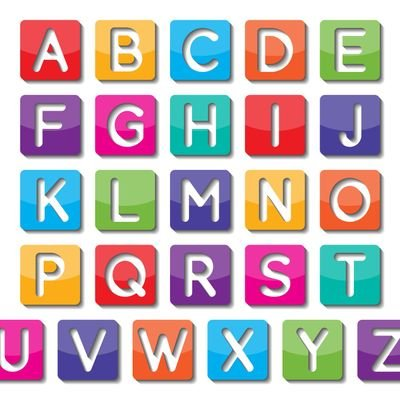 A B C D E
F G H I J
K L M N O
P Q R S T
U V W X Y Z